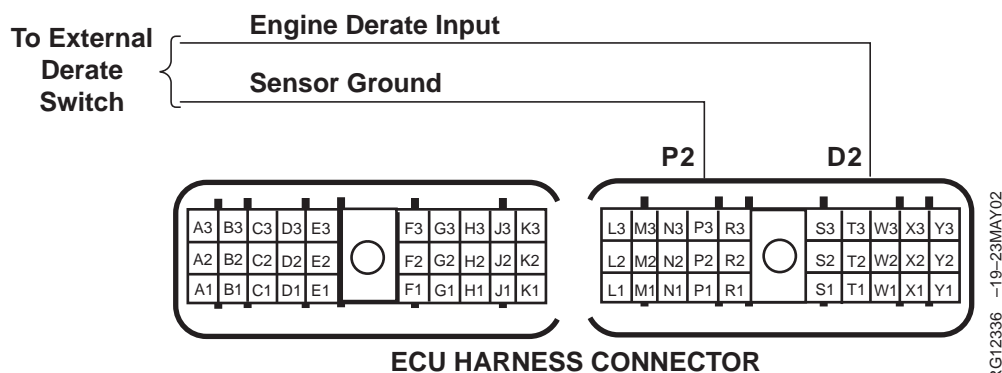 To External
Derate
Switch
Engine Derate Input
Sensor Ground
P2 D2
A3 B3 C3 D3 E3 F3 G3 H3 J3 K3
A2 B2 C2 D2 E2 F2 G2 H2 J2 K2
A1 B1 C1 D1 E1 F1 G1 H1 J1 K1
L3 M3 N3 P3 R3 S3 T3 W3 X3 Y3
L2 M2 N2 P2 R2 S2 T2 W2 X2 Y2
L1 M1 N1 P1 R1 S1 T1 W1 X1 Y1
ECU HARNESS CONNECTOR
RG12336 –19–23MAY02